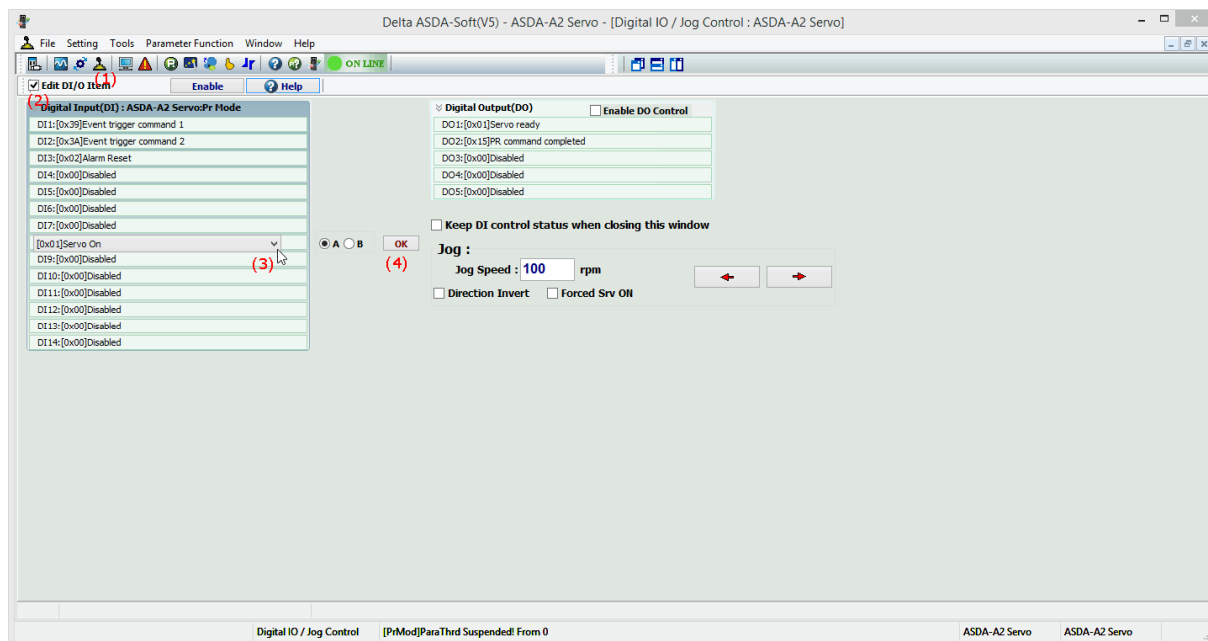 Delta ASDA-Soft(V5) - ASDA-A2 Servo - [Digital IO / Jog Control : ASDA-A2 Servo]
File Setting Tools Parameter Function Window Help
ON LINE
(1)
Edit DI/O Item Enable Help
(2)
Digital Input(DI) : ASDA-A2 Servo:Pr Mode
DI1:[0x39]Event trigger command 1
DI2:[0x3A]Event trigger command 2
DI3:[0x02]Alarm Reset
DI4:[0x00]Disabled
DI5:[0x00]Disabled
DI6:[0x00]Disabled
DI7:[0x00]Disabled
[0x01]Servo On
A B OK
(3)
(4)
DI9:[0x00]Disabled
DI10:[0x00]Disabled
DI11:[0x00]Disabled
DI12:[0x00]Disabled
DI13:[0x00]Disabled
DI14:[0x00]Disabled
Digital Output(DO) Enable DO Control
DO1:[0x01]Servo ready
DO2:[0x15]PR command completed
DO3:[0x00]Disabled
DO4:[0x00]Disabled
DO5:[0x00]Disabled
Keep DI control status when closing this window
Jog :
Jog Speed : 100 rpm
Direction Invert Forced Srv ON
Digital IO / Jog Control [PrMod]ParaThrd Suspended! From 0 ASDA-A2 Servo ASDA-A2 Servo